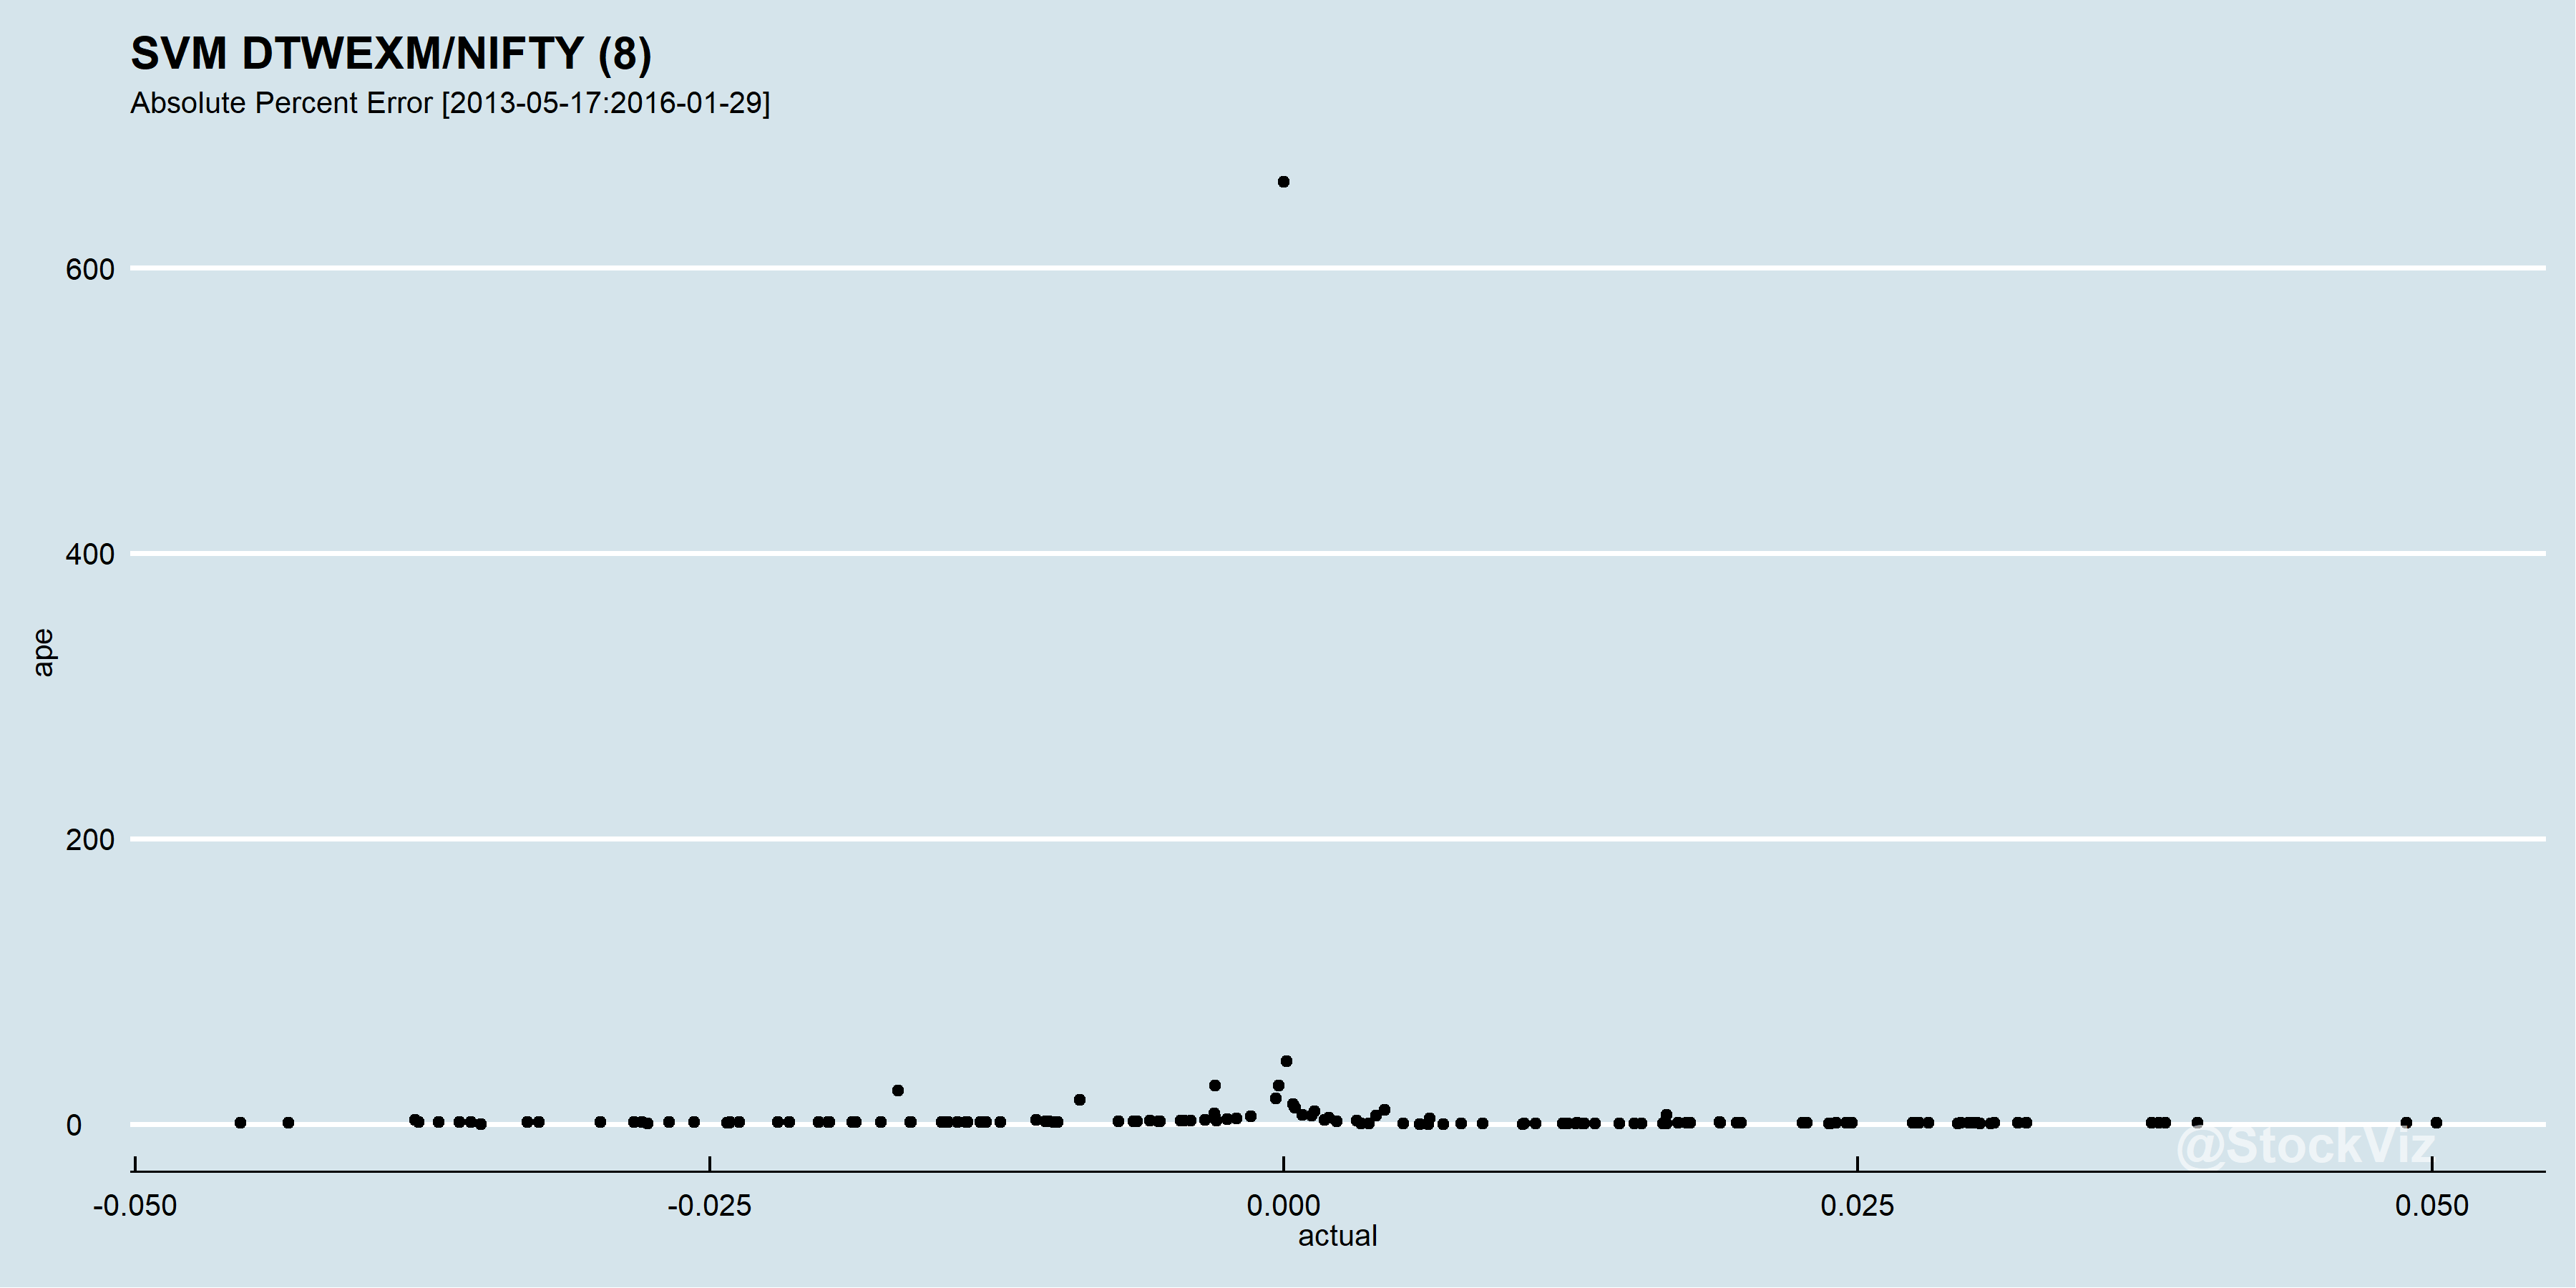 SVM DTWEXM/NIFTY (8)
Absolute Percent Error [2013-05-17:2016-01-29]
600
400
200
0
ape
@StockViz
-0.050 -0.025 0.000 0.025 0.050
actual